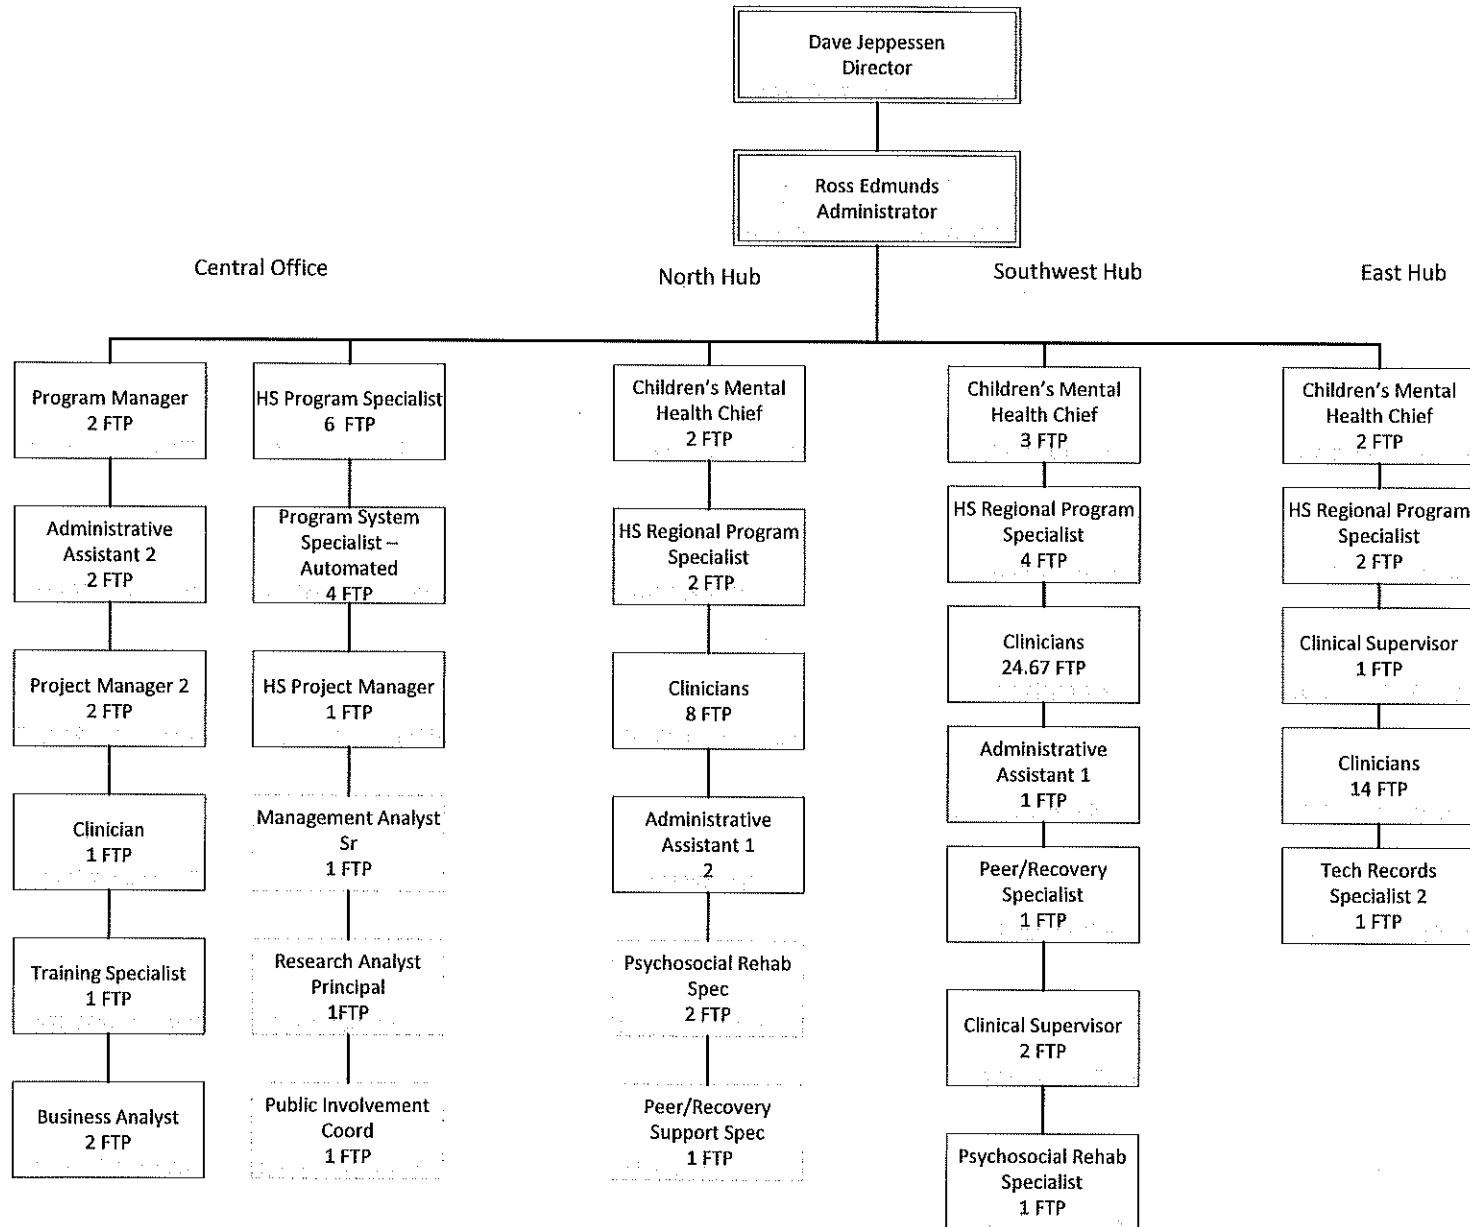 Dave Jeppessen
Director
Ross Edmunds
Administrator
Central Office
North Hub
Southwest Hub
East Hub
Program Manager
2 FTP
Administrative
Assistant 2
2 FTP
Project Manager 2
2 FTP
Clinician
1 FTP
Training Specialist
1 FTP
Business Analyst
2 FTP
HS Program Specialist
6 FTP
Program System
Specialist –
Automated
4 FTP
HS Project Manager
1 FTP
Management Analyst
Sr
1 FTP
Research Analyst
Principal
1FTP
Public Involvement
Coord
1 FTP
Children's Mental
Health Chief
2 FTP
HS Regional Program
Specialist
2 FTP
Clinicians
8 FTP
Administrative
Assistant 1
2
Psychosocial Rehab
Spec
2 FTP
Peer/Recovery
Support Spec
1 FTP
Children's Mental
Health Chief
3 FTP
HS Regional Program
Specialist
4 FTP
Clinicians
24.67 FTP
Administrative
Assistant 1
1 FTP
Peer/Recovery
Specialist
1 FTP
Clinical Supervisor
2 FTP
Psychosocial Rehab
Specialist
1 FTP
Children's Mental
Health Chief
2 FTP
HS Regional Program
Specialist
2 FTP
Clinical Supervisor
1 FTP
Clinicians
14 FTP
Tech Records
Specialist 2
1 FTP